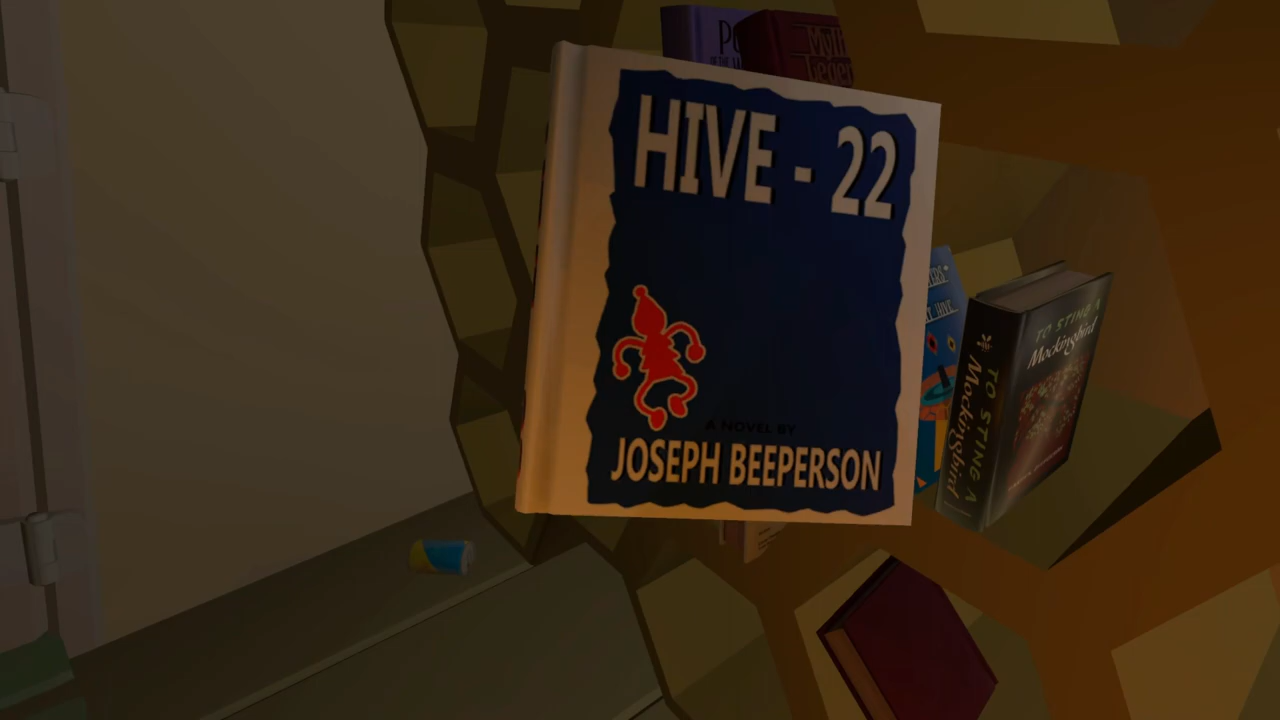 HIVE - 22
A NOVEL BY
JOSEPH BEEPERSON
TO STING A
Mockingbird
TO STING A
Mockingbird